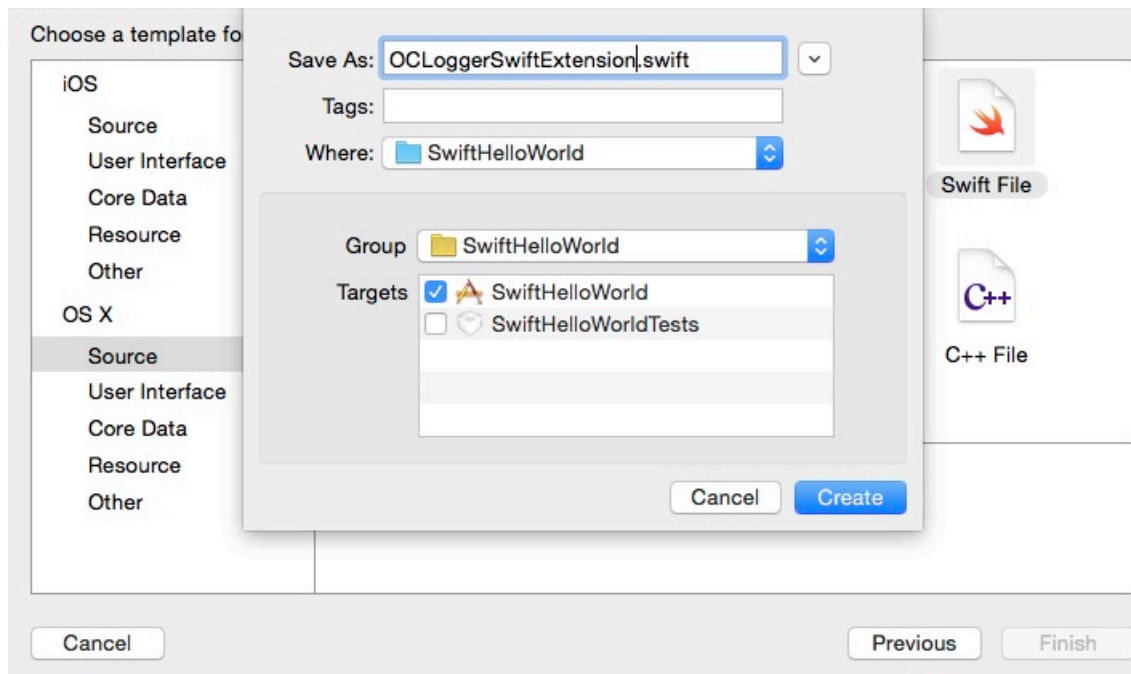 Choose a template fo
iOS
Source
User Interface
Core Data
Resource
Other
OS X
Source
User Interface
Core Data
Resource
Other
Save As: OCLoggerSwiftExtension.swift
Tags:
Where: SwiftHelloWorld
Group SwiftHelloWorld
Targets SwiftHelloWorld
SwiftHelloWorldTests
Cancel Create
Swift File
C++
C++ File
Cancel Previous Finish